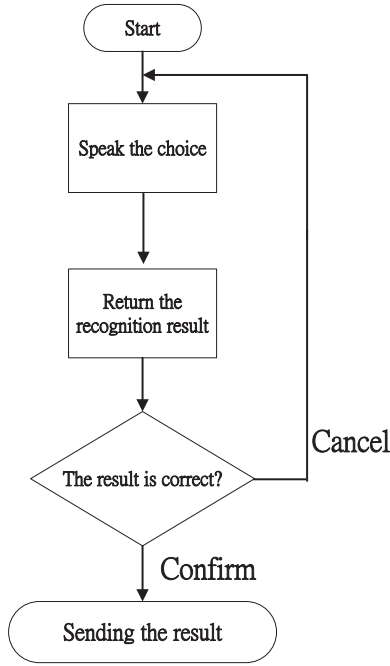 Start
Speak the choice
Return the
recognition result
The result is correct?
Cancel
Confirm
Sending the result